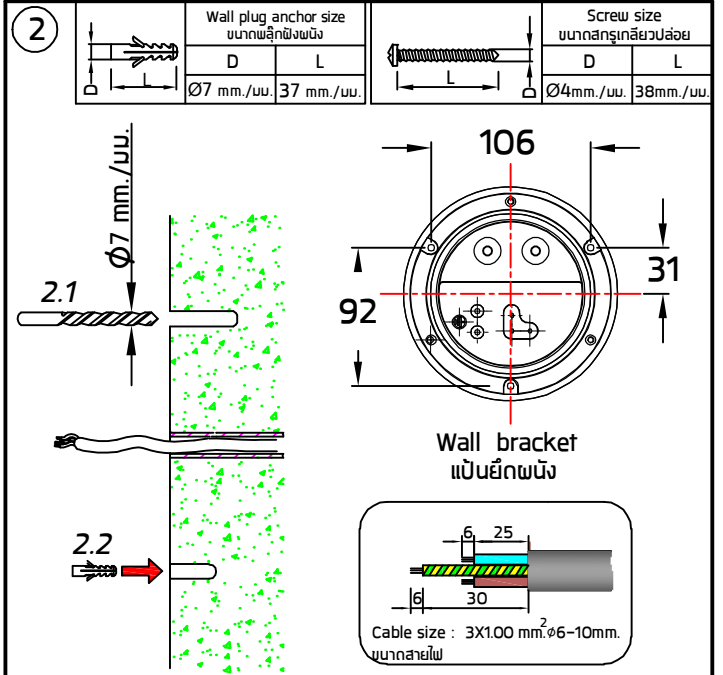 2
Wall plug anchor size
ขนาดพลุ๊กฝังผนัง
D L
Ø7 mm./มม. 37 mm./มม.
D
L
Screw size
ขนาดสกรูเกลียวปล่อย
D L
Ø4mm./มม. 38mm./มม.
L
D
Ø7 mm./มม.
2.1
106
31
92
Wall bracket
แป้นยึดผนัง
2.2
6 25
6 30
Cable size : 3X1.00 mm.² ø6-10mm.
ขนาดสายไฟ